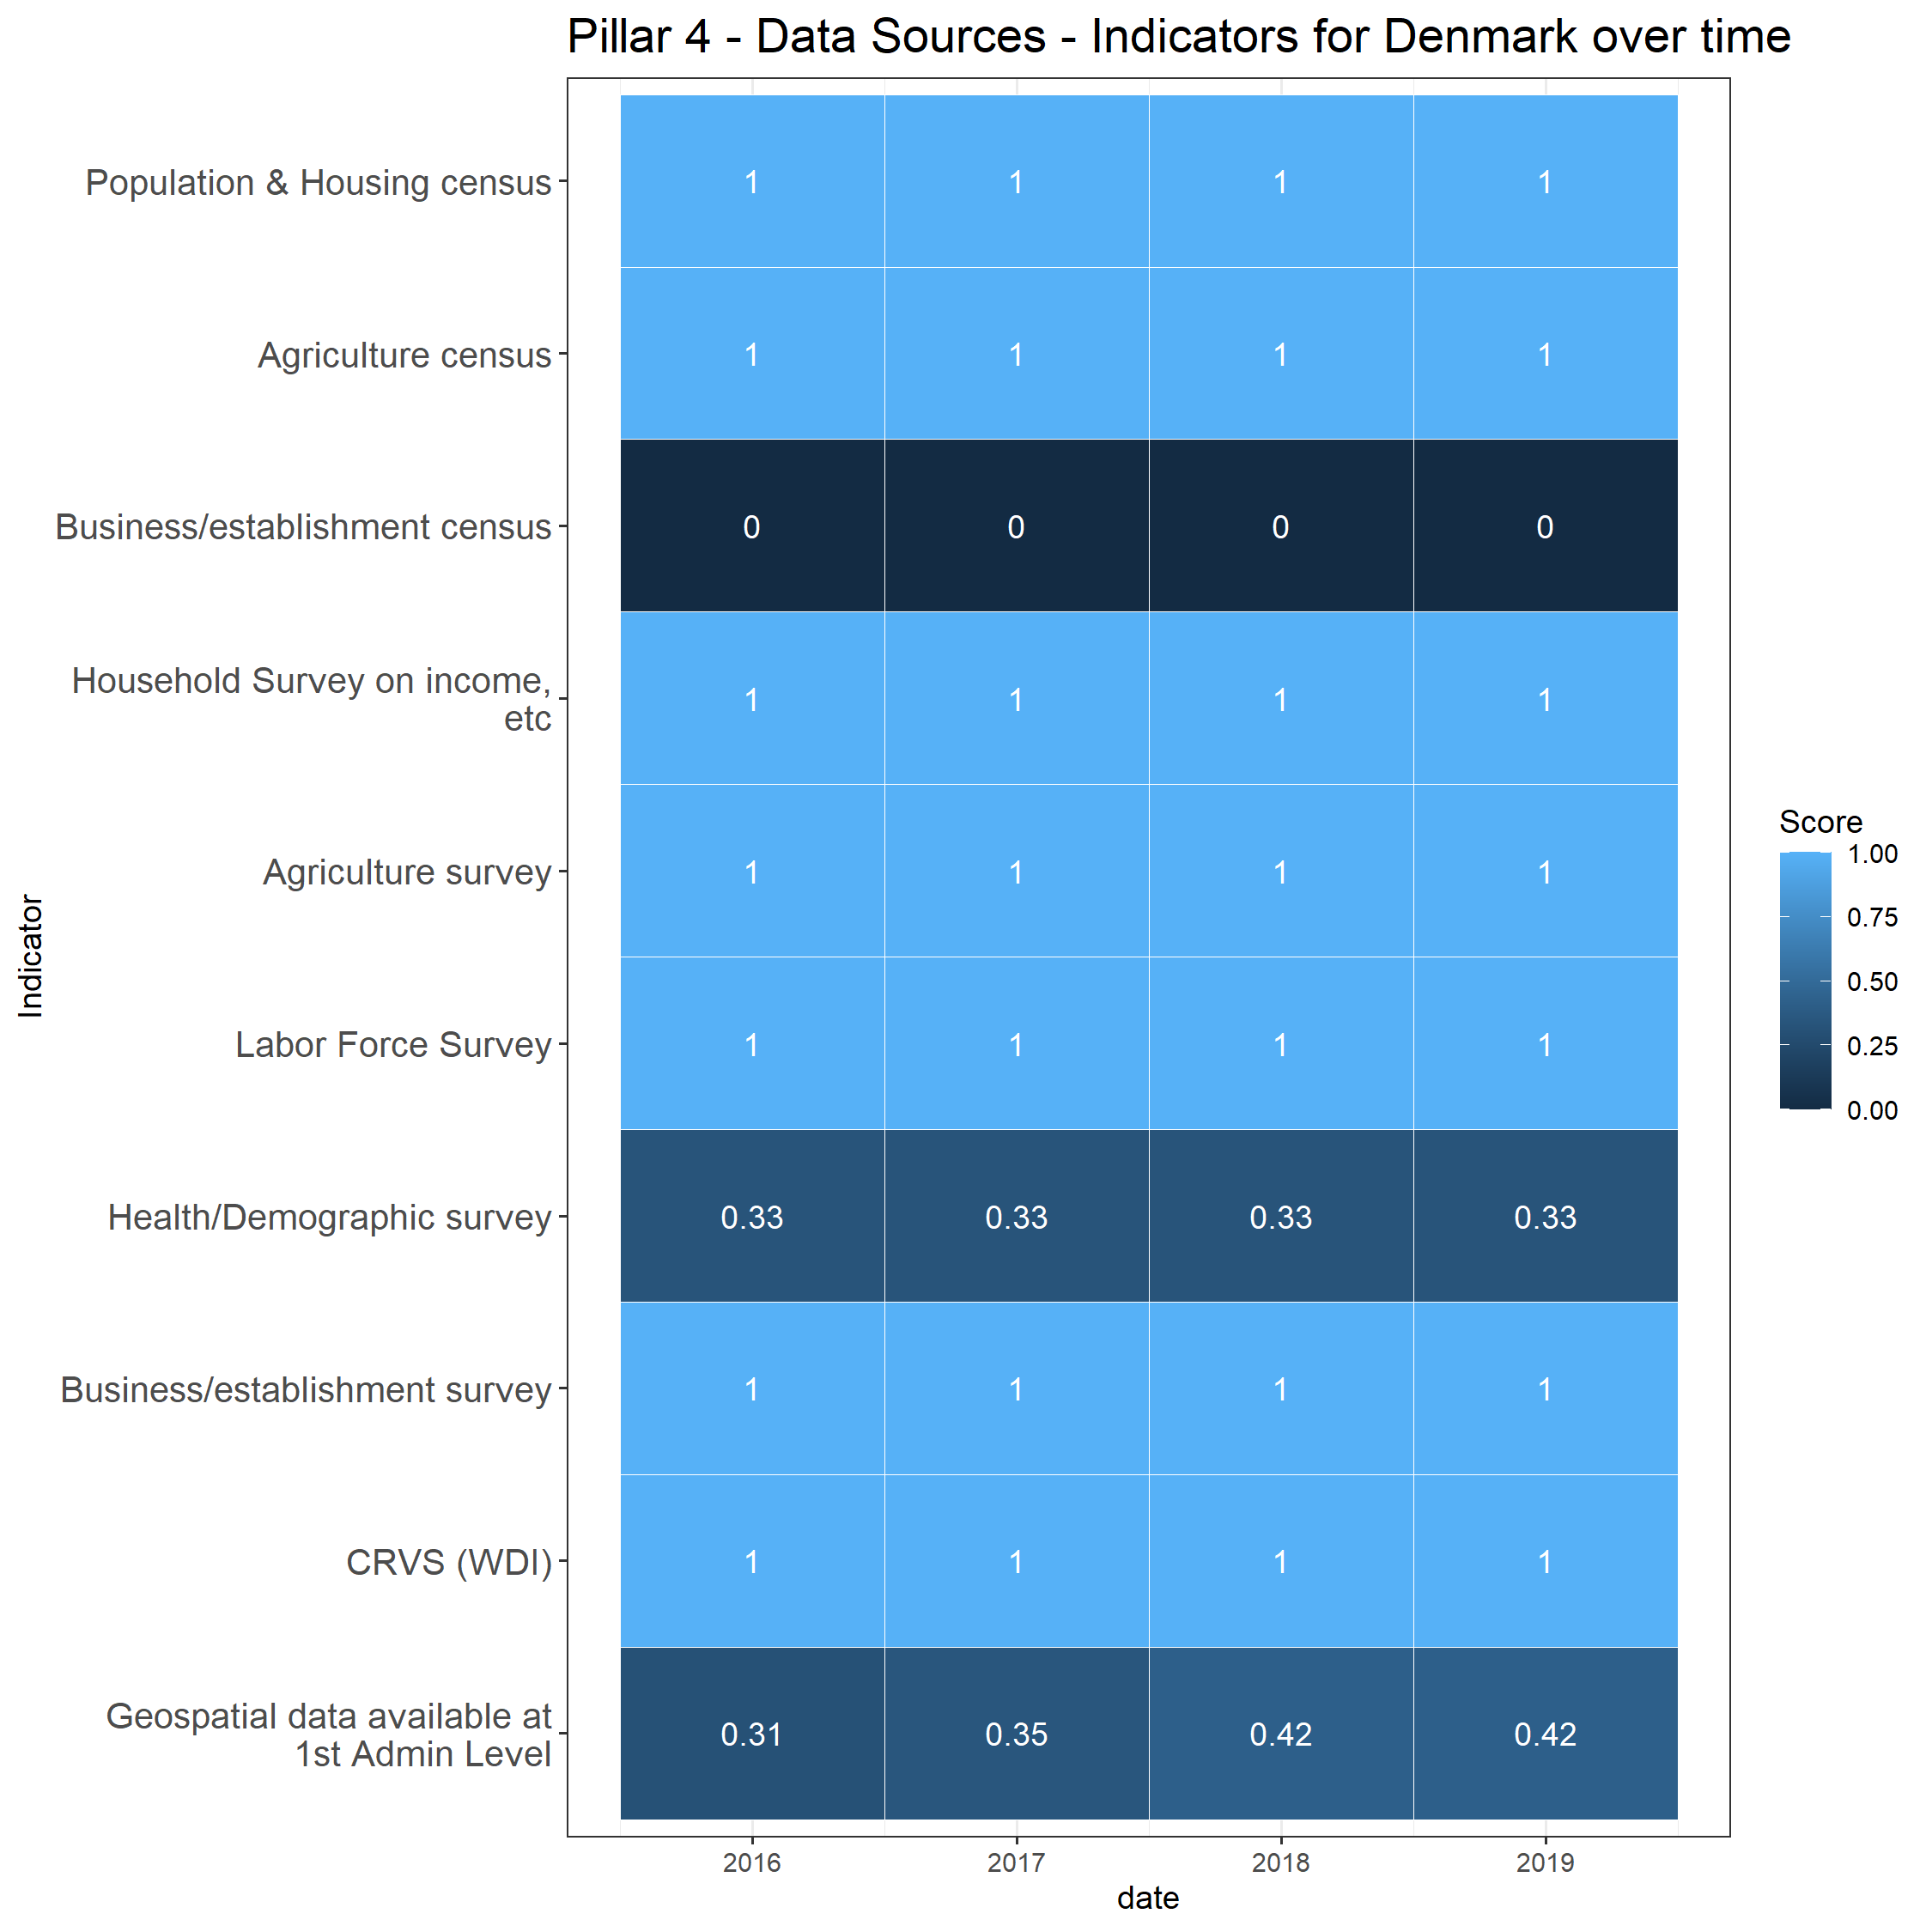 Pillar 4 - Data Sources - Indicators for Denmark over time
Indicator
Population & Housing census
1 1 1 1
Agriculture census
1 1 1 1
Business/establishment census
0 0 0 0
Household Survey on income,
etc
1 1 1 1
Agriculture survey
1 1 1 1
Labor Force Survey
1 1 1 1
Health/Demographic survey
0.33 0.33 0.33 0.33
Business/establishment survey
1 1 1 1
CRVS (WDI)
1 1 1 1
Geospatial data available at
1st Admin Level
0.31 0.35 0.42 0.42
2016 2017 2018 2019
date
Score
1.00
0.75
0.50
0.25
0.00